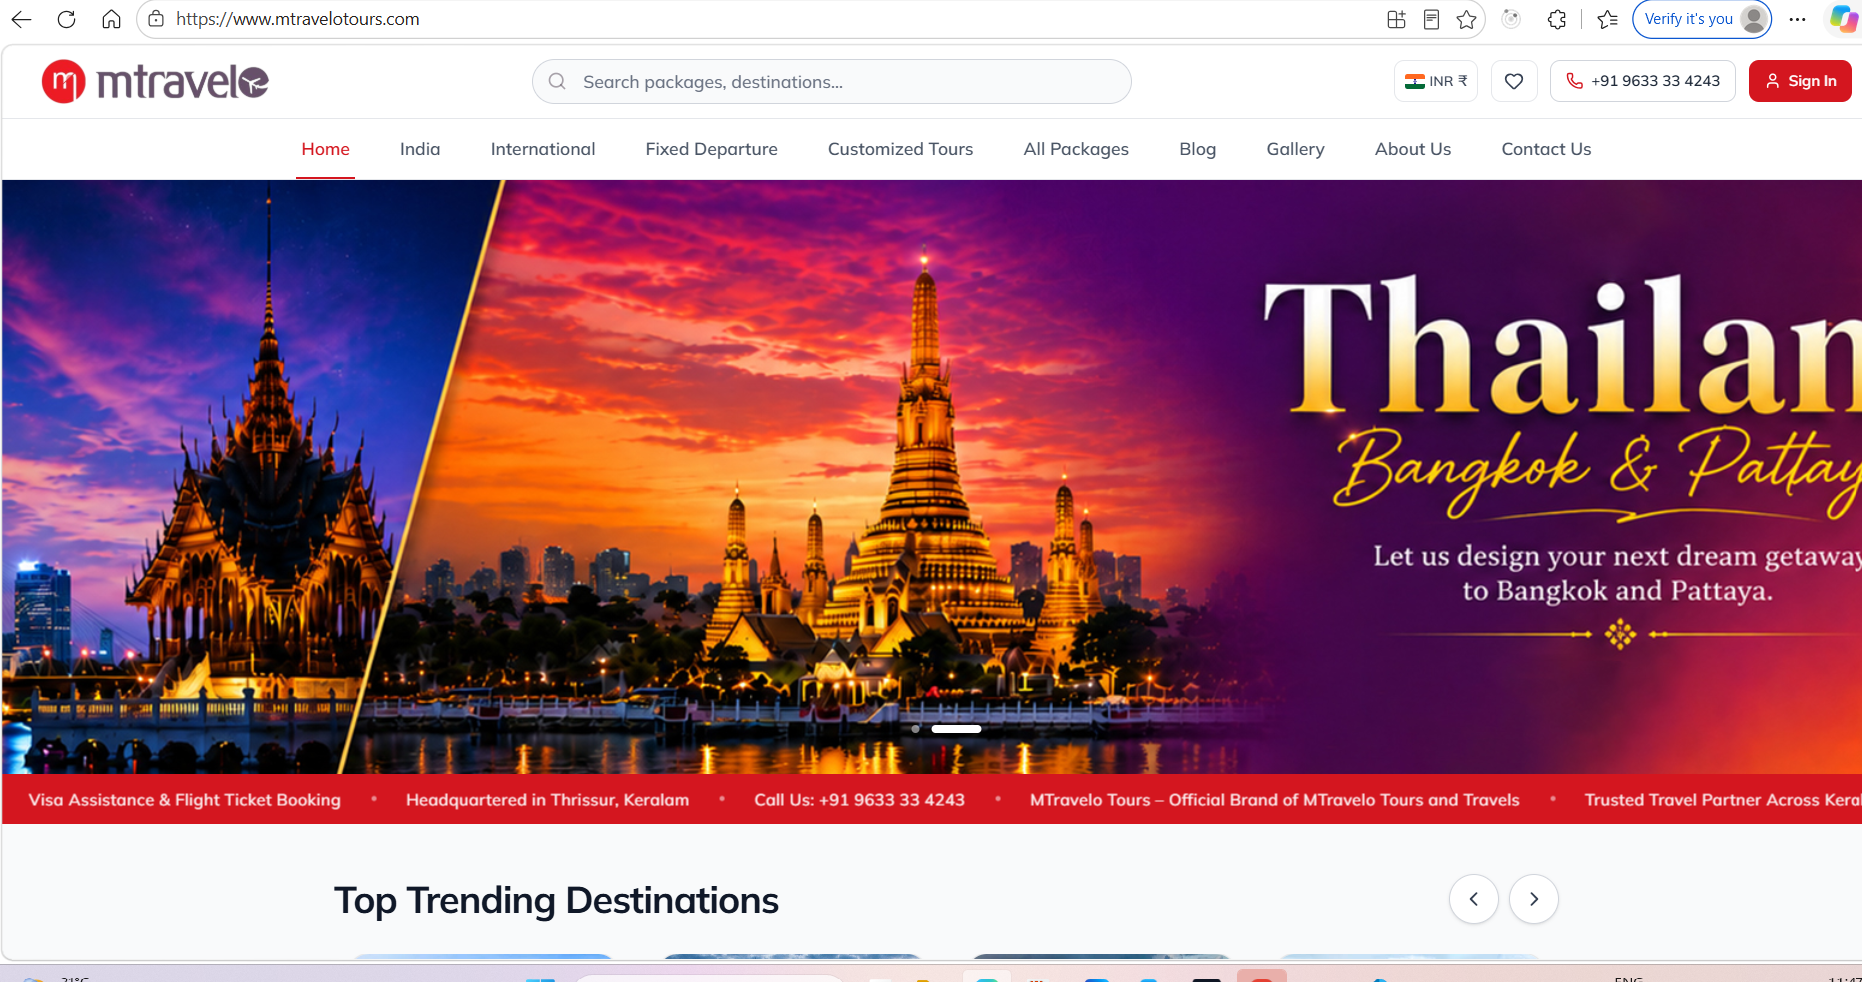 https://www.mtravelotours.com
Verify it's you
mtravelo
Search packages, destinations...
INR ₹
+91 9633 33 4243
Sign In
Home
India
International
Fixed Departure
Customized Tours
All Packages
Blog
Gallery
About Us
Contact Us
Thailan
Bangkok & Pattay
Let us design your next dream getaway
to Bangkok and Pattaya.
Visa Assistance & Flight Ticket Booking • Headquartered in Thrissur, Keralam • Call Us: +91 9633 33 4243 • MTravelo Tours – Official Brand of MTravelo Tours and Travels • Trusted Travel Partner Across Keral
Top Trending Destinations